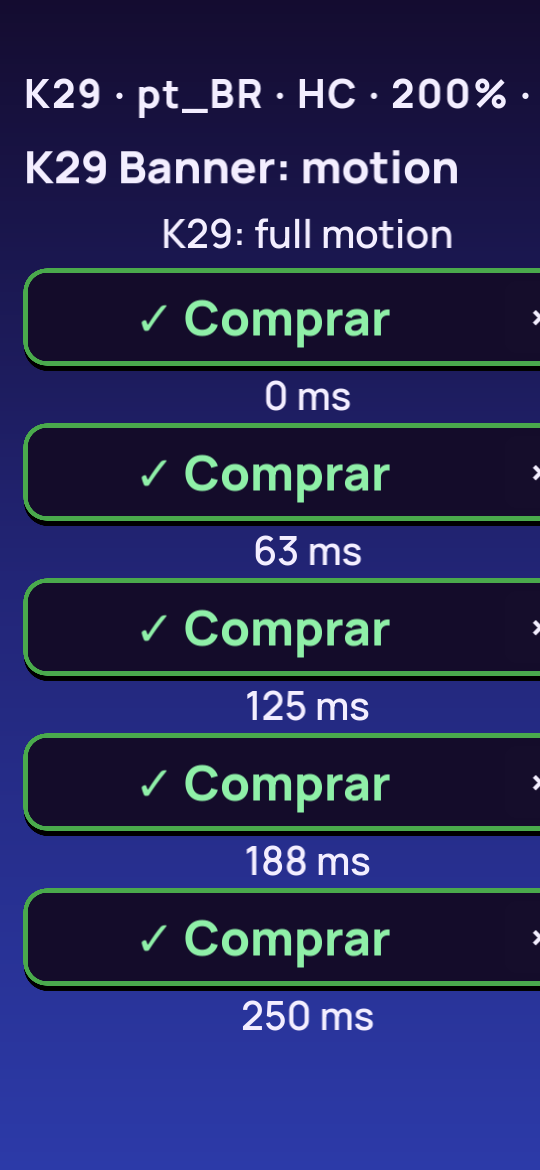 K29 · pt_BR · HC · 200% ·
K29 Banner: motion
K29: full motion
✓ Comprar
0 ms
✓ Comprar
63 ms
✓ Comprar
125 ms
✓ Comprar
188 ms
✓ Comprar
250 ms